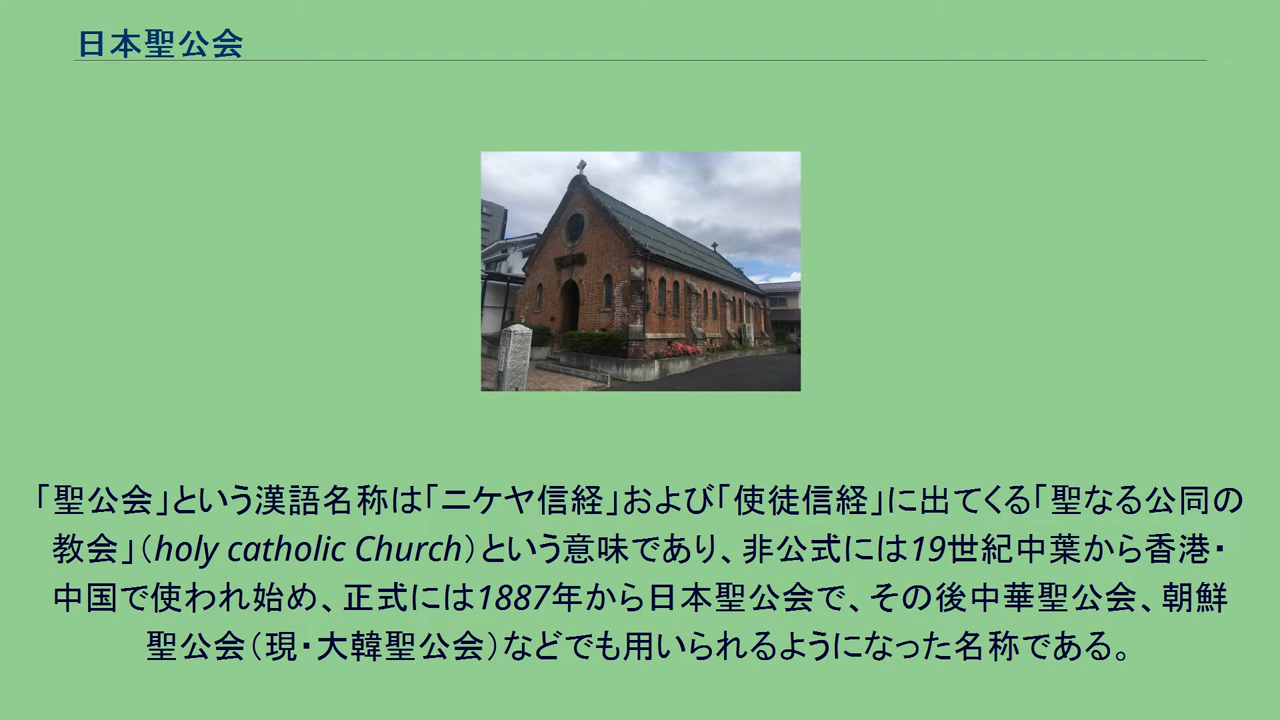 日本聖公会
「聖公会」という漢語名称は「ニケヤ信経」および「使徒信経」に出てくる「聖なる公同の
教会」（holy catholic Church）という意味であり、非公式には19世紀中葉から香港・
中国で使われ始め、正式には1887年から日本聖公会で、その後中華聖公会、朝鮮
聖公会（現・大韓聖公会）などでも用いられるようになった名称である。